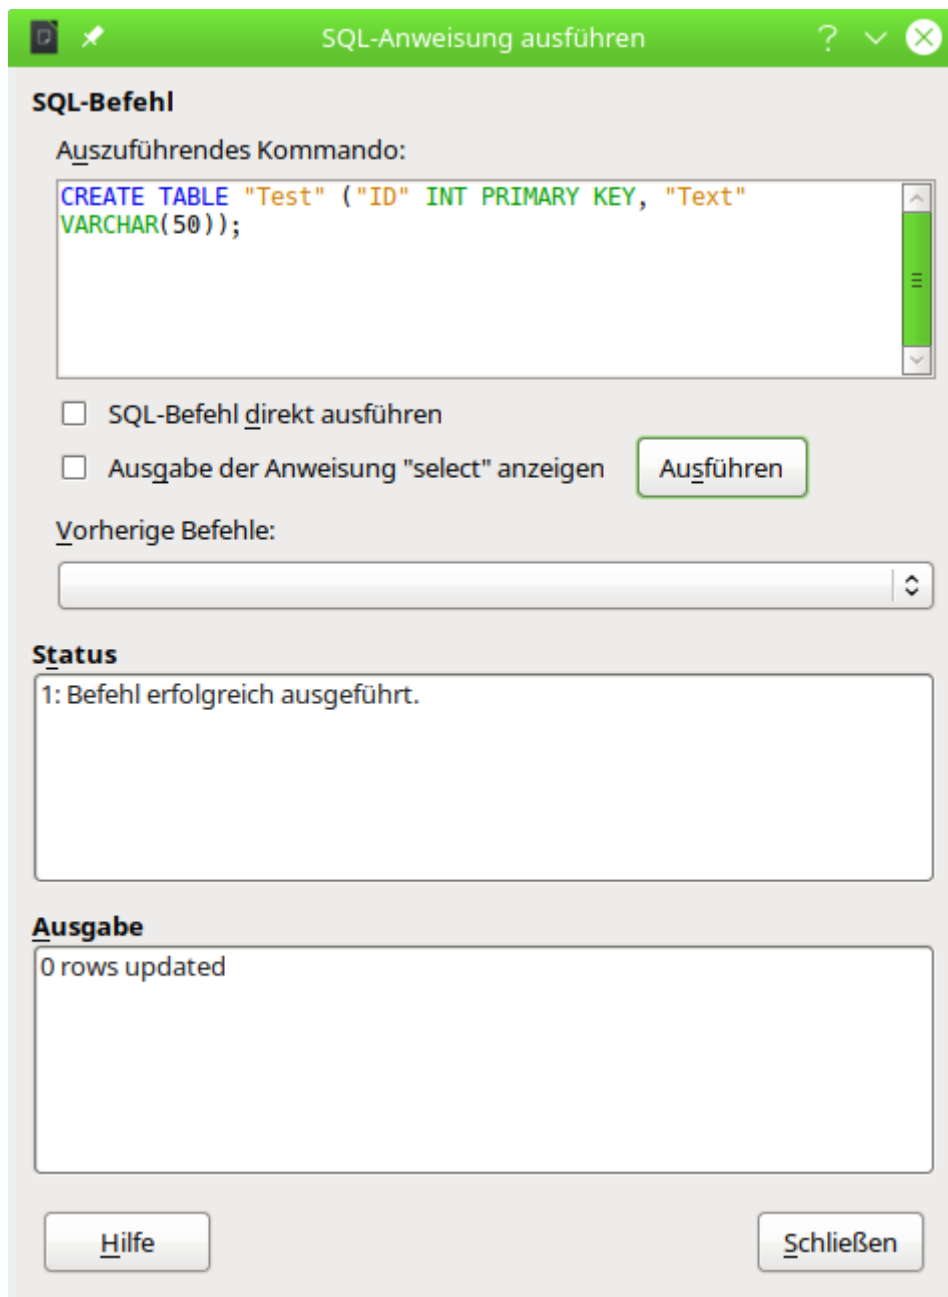 SQL-Anweisung ausführen
SQL-Befehl
Auszuführendes Kommando:
CREATE TABLE "Test" ("ID" INT PRIMARY KEY, "Text"
VARCHAR(50));
SQL-Befehl direkt ausführen
Ausgabe der Anweisung "select" anzeigen
Ausführen
Vorherige Befehle:
Status
1: Befehl erfolgreich ausgeführt.
Ausgabe
0 rows updated
Hilfe
Schließen